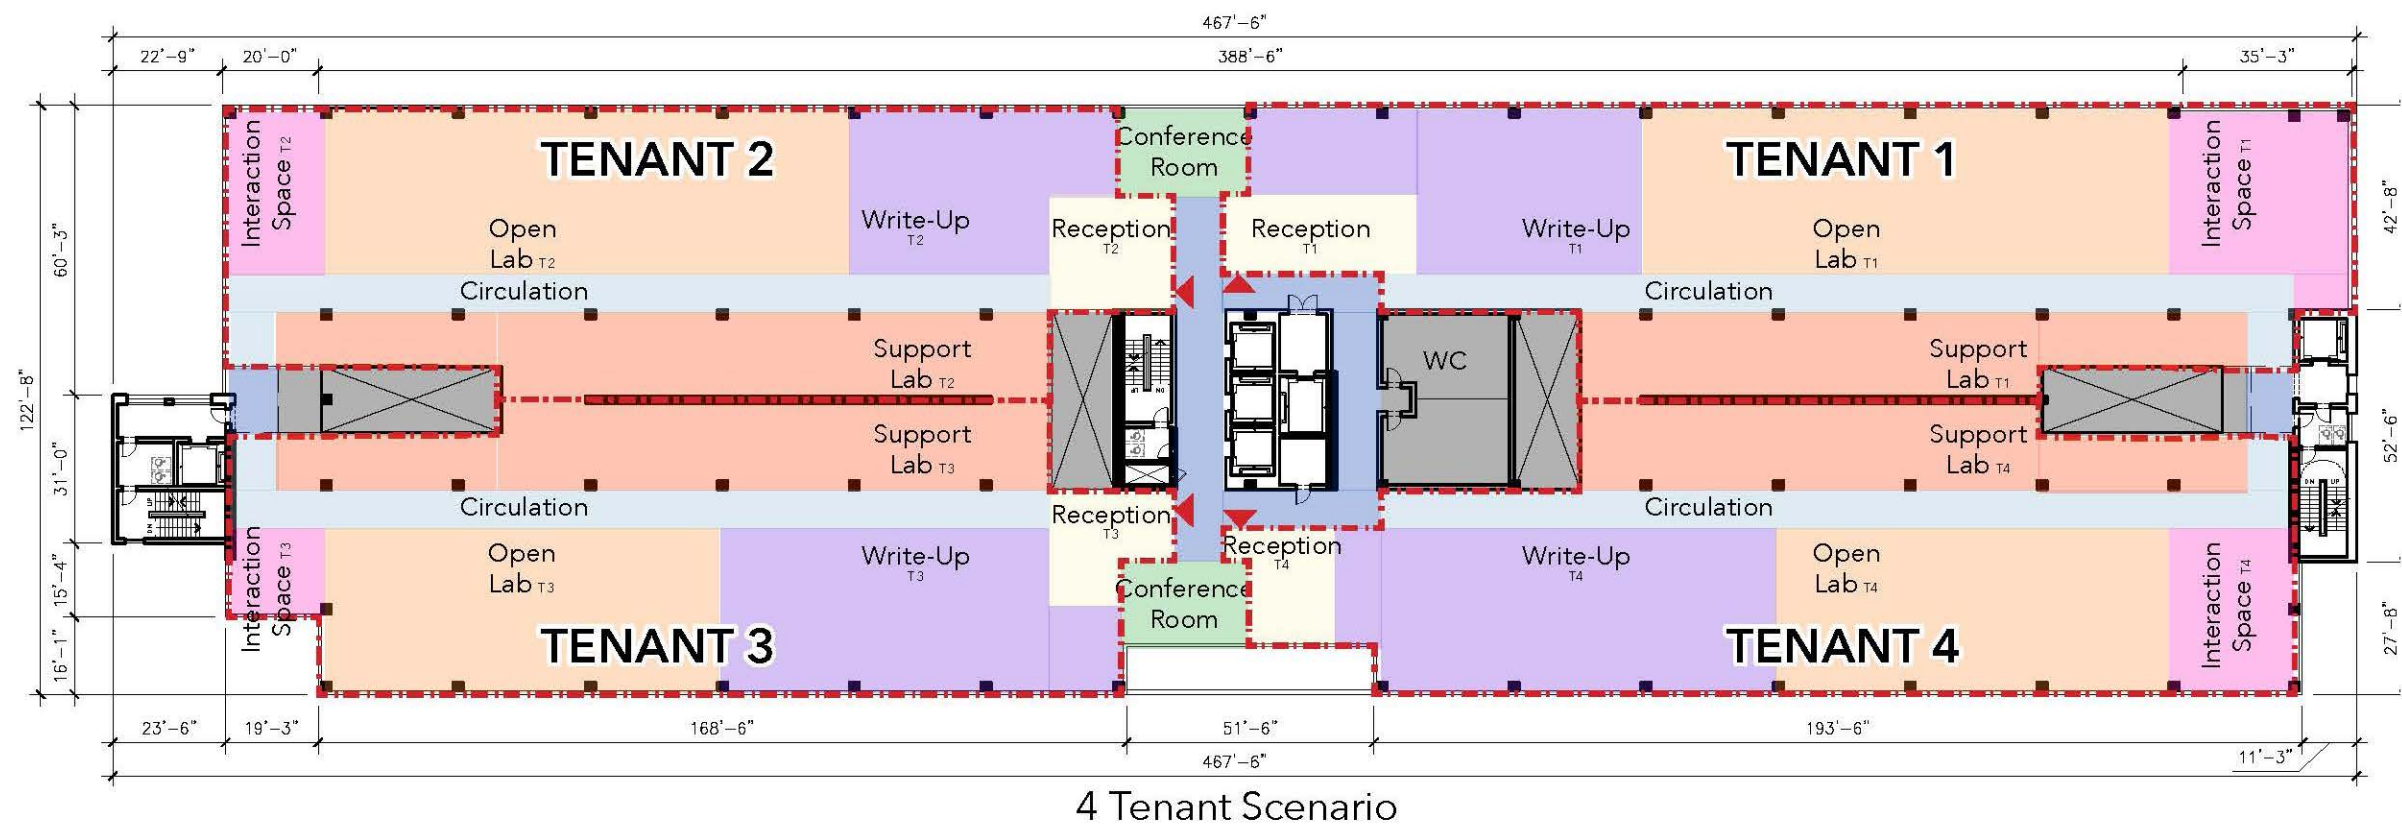 467'-6"
22'-9" 20'-0" 388'-6" 35'-3"
TENANT 2
TENANT 1
Conference
Room
Interaction
Space T2
Interaction
Space T1
Open
Lab T2
Write-Up
T2
Reception
T2
Reception
T1
Write-Up
T1
Open
Lab T1
60'-3"
42'-8"
Circulation
Circulation
Support
Lab T2
WC
Support
Lab T1
122'-8"
UP DN
Support
Lab T3
Support
Lab T4
31'-0"
52'-6"
DN UP
UP
DN
Circulation
Reception
T3
Circulation
Interaction
Space T3
Open
Lab T3
Write-Up
T3
Reception
T4
Write-Up
T4
Open
Lab T4
Interaction
Space T4
15'-4"
Conference
Room
TENANT 3
TENANT 4
16'-1"
27'-8"
23'-6" 19'-3" 168'-6" 51'-6" 193'-6"
467'-6" 11'-3"
4 Tenant Scenario